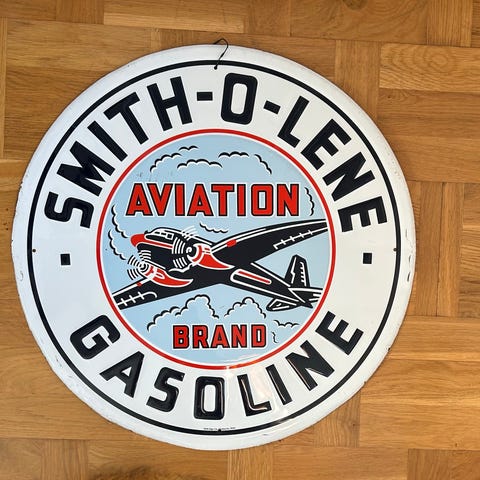 SMITH-O-LENE
AVIATION
BRAND
· GASOLINE ·